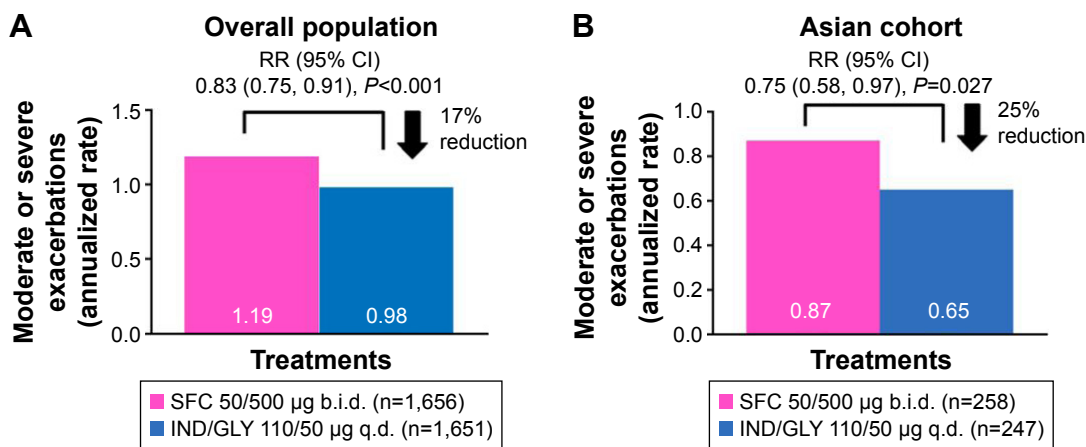 A
Overall population
RR (95% CI)
0.83 (0.75, 0.91), P<0.001
17%
reduction
Moderate or severe
exacerbations
(annualized rate)
1.5
1.0
0.5
0.0
1.19
0.98
Treatments
SFC 50/500 µg b.i.d. (n=1,656)
IND/GLY 110/50 µg q.d. (n=1,651)
B
Asian cohort
RR (95% CI)
0.75 (0.58, 0.97), P=0.027
25%
reduction
Moderate or severe
exacerbations
(annualized rate)
1.0
0.8
0.6
0.4
0.2
0.0
0.87
0.65
Treatments
SFC 50/500 µg b.i.d. (n=258)
IND/GLY 110/50 µg q.d. (n=247)